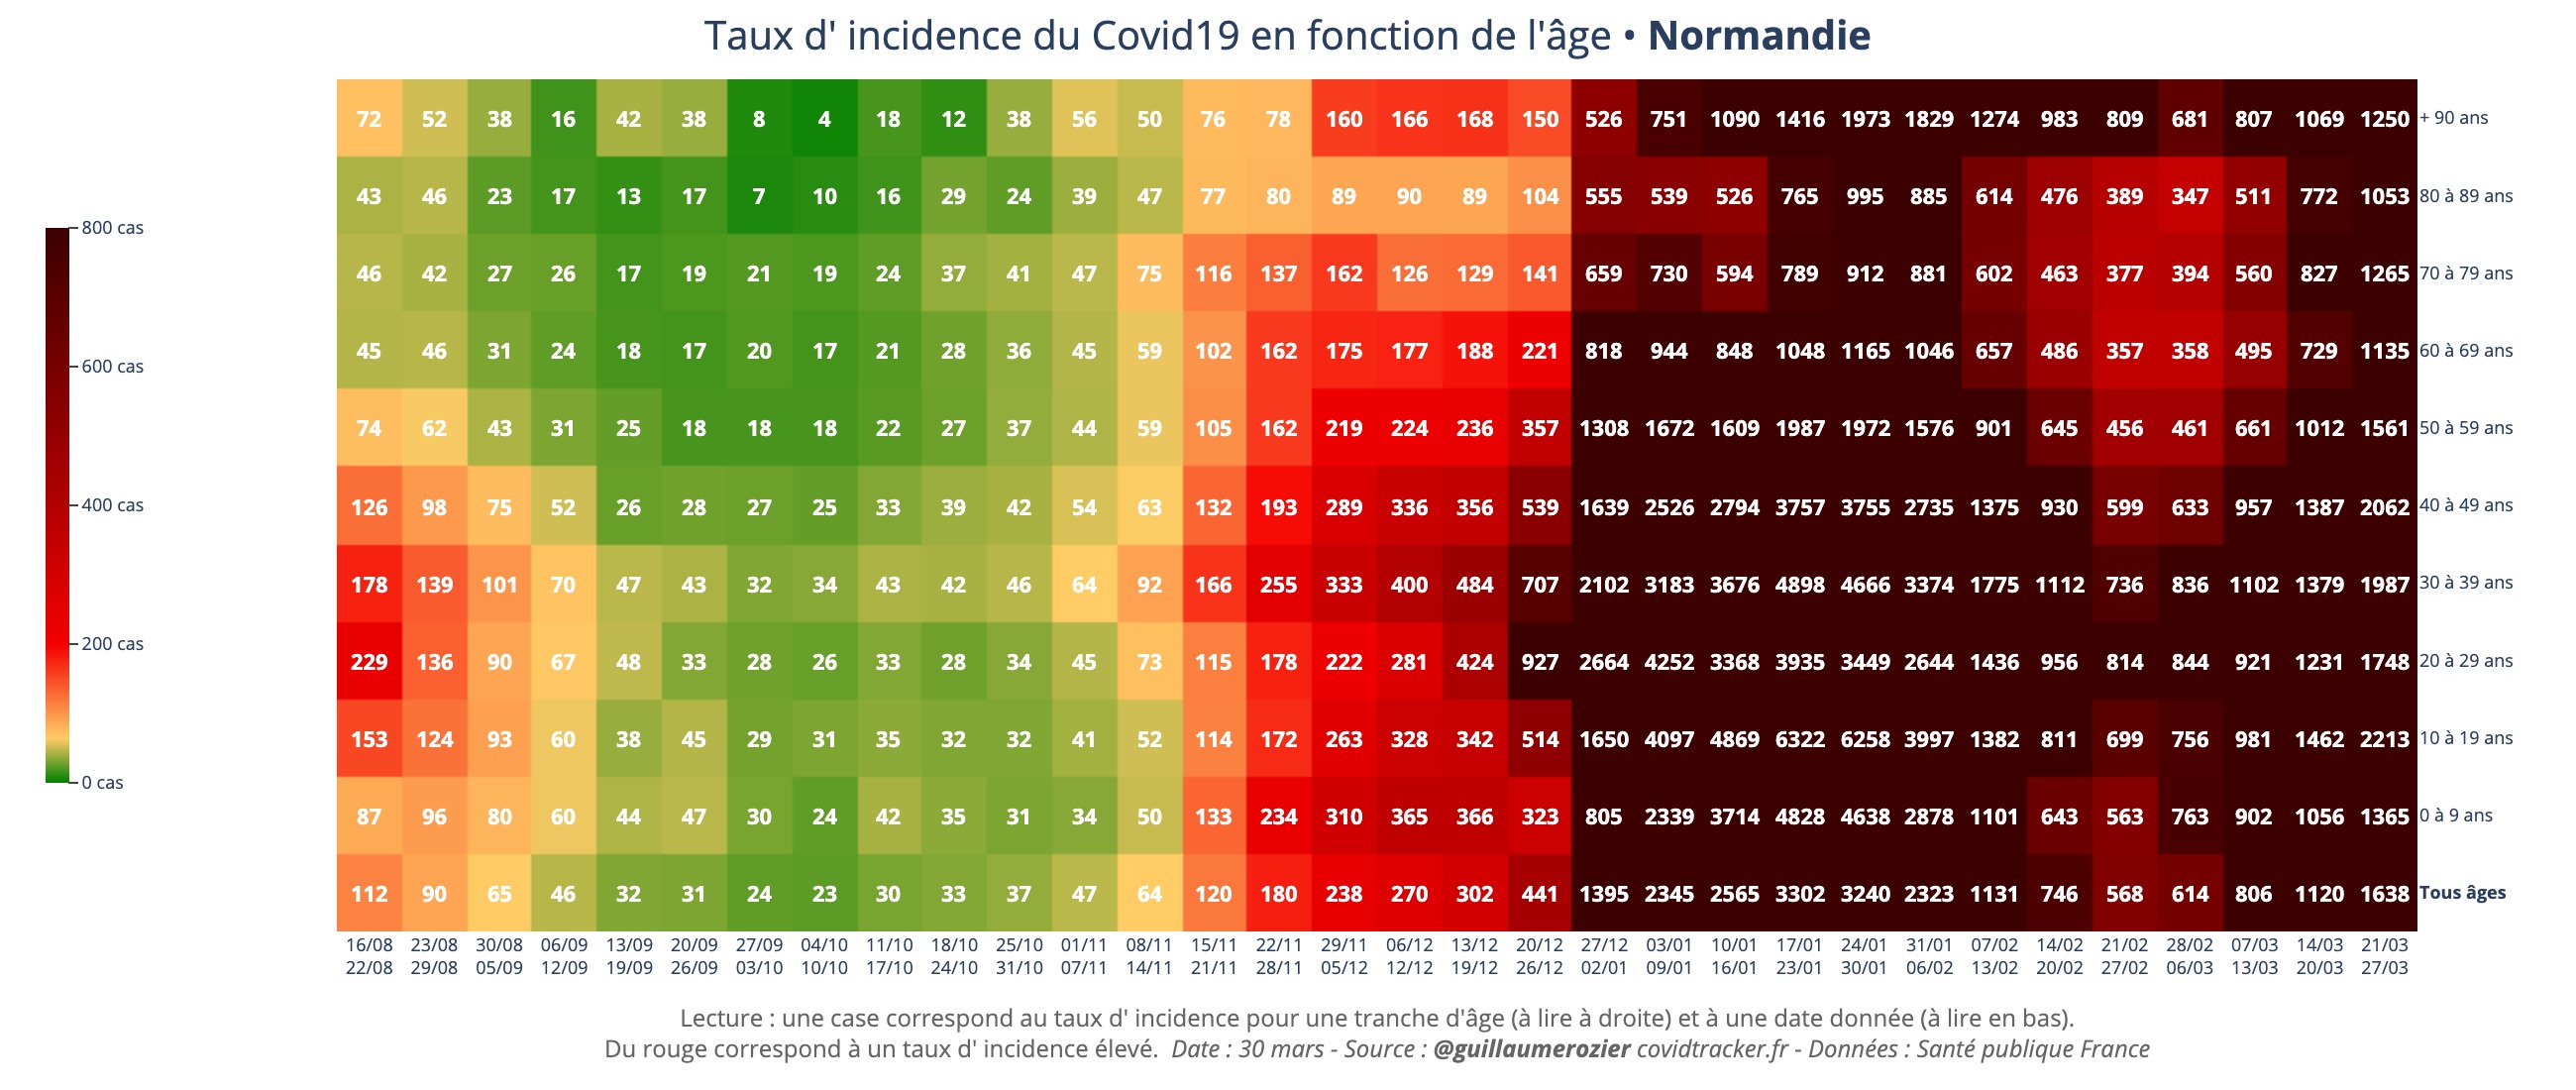 Taux d' incidence du Covid19 en fonction de l'âge • Normandie
72 52 38 16 42 38 8 4 18 12 38 56 50 76 78 160 166 168 150 526 751 1090 1416 1973 1829 1274 983 809 681 807 1069 1250 + 90 ans
43 46 23 17 13 17 7 10 16 29 24 39 47 77 80 89 90 89 104 555 539 526 765 995 885 614 476 389 347 511 772 1053 80 à 89 ans
800 cas
46 42 27 26 17 19 21 19 24 37 41 47 75 116 137 162 126 129 141 659 730 594 789 912 881 602 463 377 394 560 827 1265 70 à 79 ans
45 46 31 24 18 17 20 17 21 28 36 45 59 102 162 175 177 188 221 818 944 848 1048 1165 1046 657 486 357 358 495 729 1135 60 à 69 ans
600 cas
74 62 43 31 25 18 18 18 22 27 37 44 59 105 162 219 224 236 357 1308 1672 1609 1987 1972 1576 901 645 456 461 661 1012 1561 50 à 59 ans
400 cas
126 98 75 52 26 28 27 25 33 39 42 54 63 132 193 289 336 356 539 1639 2526 2794 3757 3755 2735 1375 930 599 633 957 1387 2062 40 à 49 ans
178 139 101 70 47 43 32 34 43 42 46 64 92 166 255 333 400 484 707 2102 3183 3676 4898 4666 3374 1775 1112 736 836 1102 1379 1987 30 à 39 ans
200 cas
229 136 90 67 48 33 28 26 33 28 34 45 73 115 178 222 281 424 927 2664 4252 3368 3935 3449 2644 1436 956 814 844 921 1231 1748 20 à 29 ans
153 124 93 60 38 45 29 31 35 32 32 41 52 114 172 263 328 342 514 1650 4097 4869 6322 6258 3997 1382 811 699 756 981 1462 2213 10 à 19 ans
0 cas
87 96 80 60 44 47 30 24 42 35 31 34 50 133 234 310 365 366 323 805 2339 3714 4828 4638 2878 1101 643 563 763 902 1056 1365 0 à 9 ans
112 90 65 46 32 31 24 23 30 33 37 47 64 120 180 238 270 302 441 1395 2345 2565 3302 3240 2323 1131 746 568 614 806 1120 1638 Tous âges
16/08 23/08 30/08 06/09 13/09 20/09 27/09 04/10 11/10 18/10 25/10 01/11 08/11 15/11 22/11 29/11 06/12 13/12 20/12 27/12 03/01 10/01 17/01 24/01 31/01 07/02 14/02 21/02 28/02 07/03 14/03 21/03
22/08 29/08 05/09 12/09 19/09 26/09 03/10 10/10 17/10 24/10 31/10 07/11 14/11 21/11 28/11 05/12 12/12 19/12 26/12 02/01 09/01 16/01 23/01 30/01 06/02 13/02 20/02 27/02 06/03 13/03 20/03 27/03
Lecture : une case correspond au taux d' incidence pour une tranche d'âge (à lire à droite) et à une date donnée (à lire en bas).
Du rouge correspond à un taux d' incidence élevé. Date : 30 mars - Source : @guillaumerozier covidtracker.fr - Données : Santé publique France